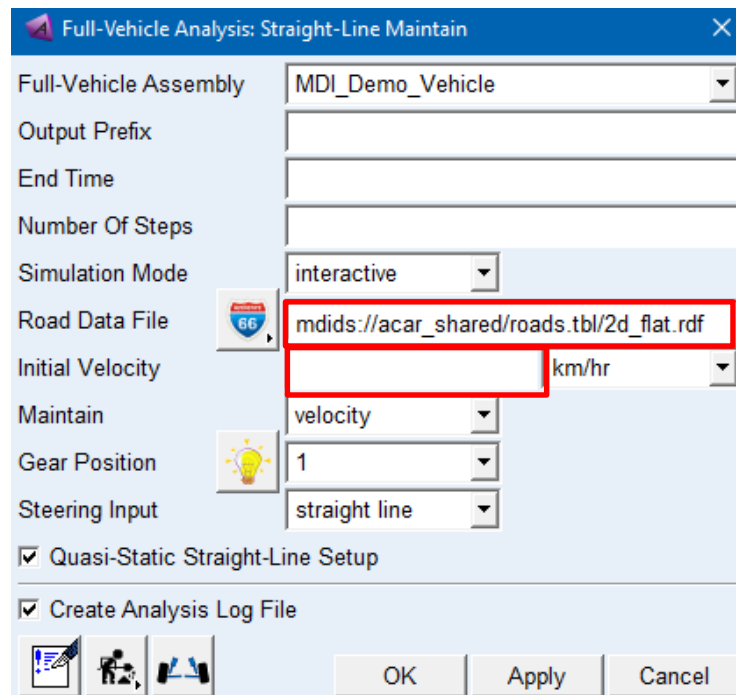 Full-Vehicle Analysis: Straight-Line Maintain
Full-Vehicle Assembly MDI_Demo_Vehicle
Output Prefix
End Time
Number Of Steps
Simulation Mode interactive
Road Data File 66 mdids://acar_shared/roads.tbl/2d_flat.rdf
Initial Velocity km/hr
Maintain velocity
Gear Position 1
Steering Input straight line
Quasi-Static Straight-Line Setup
Create Analysis Log File
OK Apply Cancel